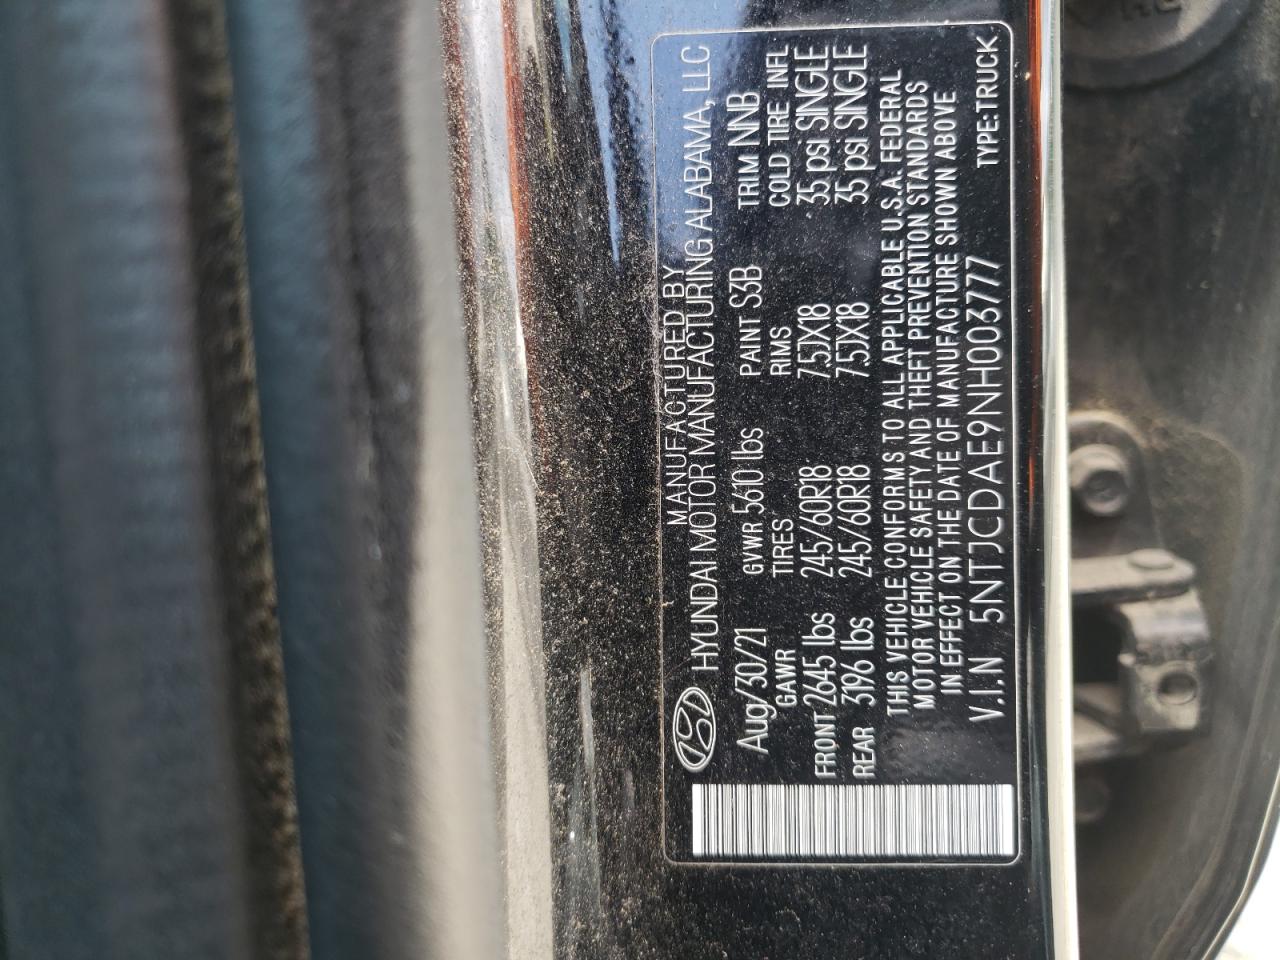 MANUFACTURED BY
HYUNDAI MOTOR MANUFACTURING ALABAMA, LLC
Aug/30/21 GVWR 5610 lbs PAINT S3B TRIM NNB
GAWR TIRES RIMS COLD TIRE INFL
FRONT 2645 lbs 245/60R18 7.5JX18 35 psi SINGLE
REAR 3196 lbs 245/60R18 7.5JX18 35 psi SINGLE
THIS VEHICLE CONFORMS TO ALL APPLICABLE U.S.A. FEDERAL
MOTOR VEHICLE SAFETY AND THEFT PREVENTION STANDARDS
IN EFFECT ON THE DATE OF MANUFACTURE SHOWN ABOVE
V.I.N 5NTJCDAE9NH003777 TYPE:TRUCK